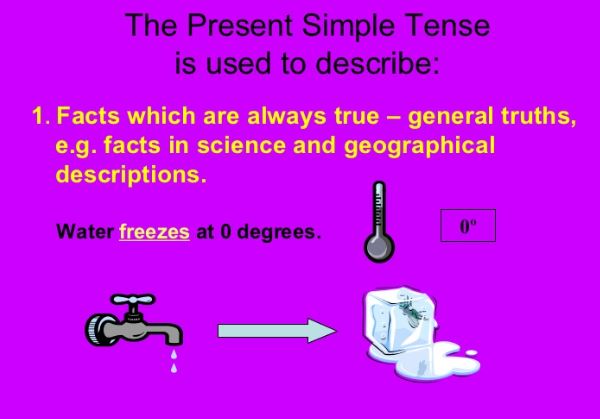 The Present Simple Tense
is used to describe:
1. Facts which are always true – general truths,
e.g. facts in science and geographical
descriptions.
Water freezes at 0 degrees.
0º